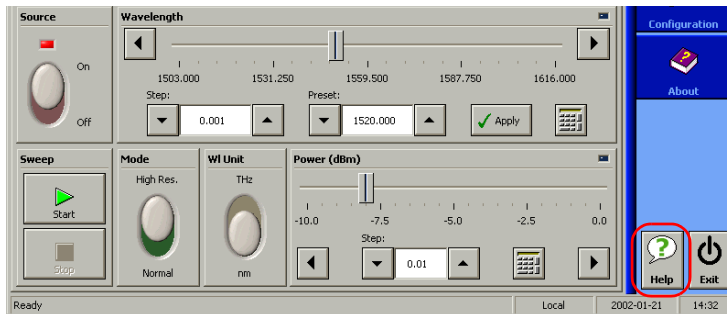 Source
On
Off
Wavelength
1503.000 1531.250 1559.500 1587.750 1616.000
Step: Preset:
0.001 1520.000 Apply
Sweep
Start
Stop
Mode
High Res.
Normal
Wl Unit
THz
nm
Power (dBm)
-10.0 -7.5 -5.0 -2.5 0.0
Step:
0.01
Configuration
About
Help Exit
Ready Local 2002-01-21 14:32